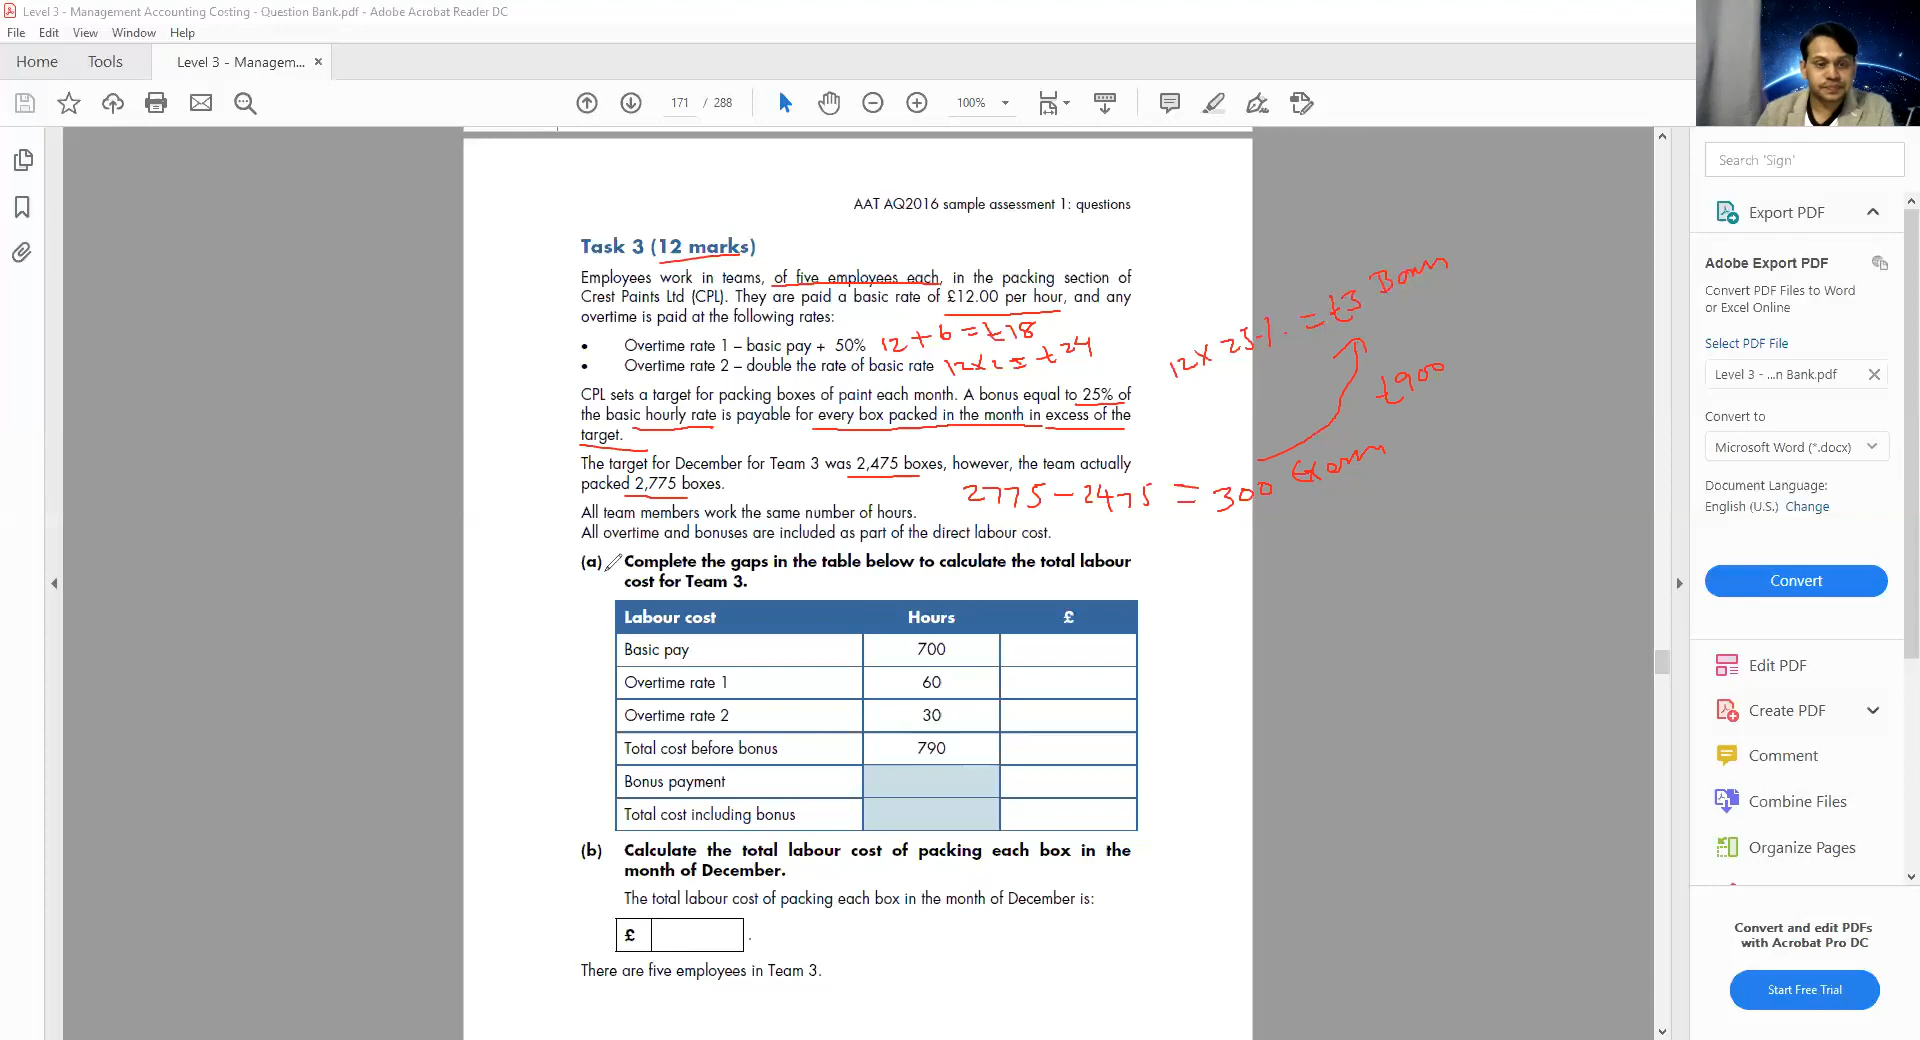 Level 3 - Management Accounting Costing - Question Bank.pdf - Adobe Acrobat Reader DC
File Edit View Window Help
Home Tools Level 3 - Managem... ×
171 / 288 100%
AAT AQ2016 sample assessment 1: questions
Task 3 (12 marks)
Employees work in teams, of five employees each, in the packing section of
Crest Paints Ltd (CPL). They are paid a basic rate of £12.00 per hour, and any
overtime is paid at the following rates:
• Overtime rate 1 – basic pay + 50% 12 + 6 = £18
• Overtime rate 2 – double the rate of basic rate 12 x 2 = £24
12 x 25% = £3 Bonus
£900
CPL sets a target for packing boxes of paint each month. A bonus equal to 25% of
the basic hourly rate is payable for every box packed in the month in excess of the
target.
The target for December for Team 3 was 2,475 boxes, however, the team actually
packed 2,775 boxes.
2775 - 2475 = 300
All team members work the same number of hours.
All overtime and bonuses are included as part of the direct labour cost.
(a) Complete the gaps in the table below to calculate the total labour
cost for Team 3.
Labour cost Hours £
Basic pay 700
Overtime rate 1 60
Overtime rate 2 30
Total cost before bonus 790
Bonus payment
Total cost including bonus
(b) Calculate the total labour cost of packing each box in the
month of December.
The total labour cost of packing each box in the month of December is:
£ .
There are five employees in Team 3.
Search 'Sign'
Export PDF
Adobe Export PDF
Convert PDF Files to Word
or Excel Online
Select PDF File
Level 3 - ...n Bank.pdf ×
Convert to
Microsoft Word (*.docx)
Document Language:
English (U.S.) Change
Convert
Edit PDF
Create PDF
Comment
Combine Files
Organize Pages
Convert and edit PDFs
with Acrobat Pro DC
Start Free Trial